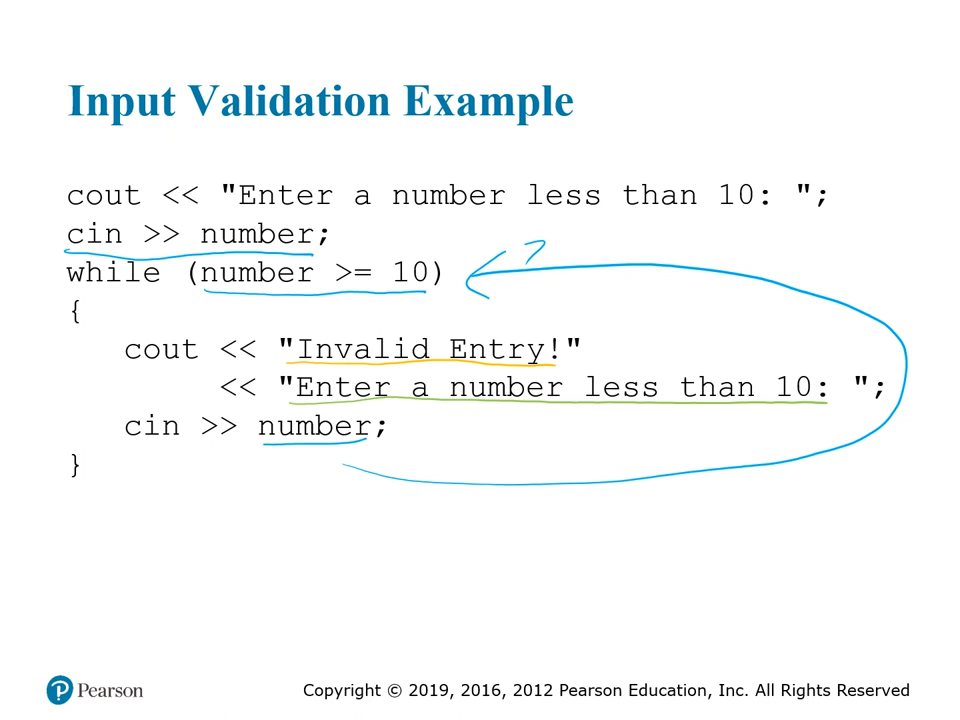 Input Validation Example
cout << "Enter a number less than 10: ";
cin >> number;
while (number >= 10)
{
   cout << "Invalid Entry!"
        << "Enter a number less than 10: ";
   cin >> number;
}
?
Pearson
Copyright © 2019, 2016, 2012 Pearson Education, Inc. All Rights Reserved